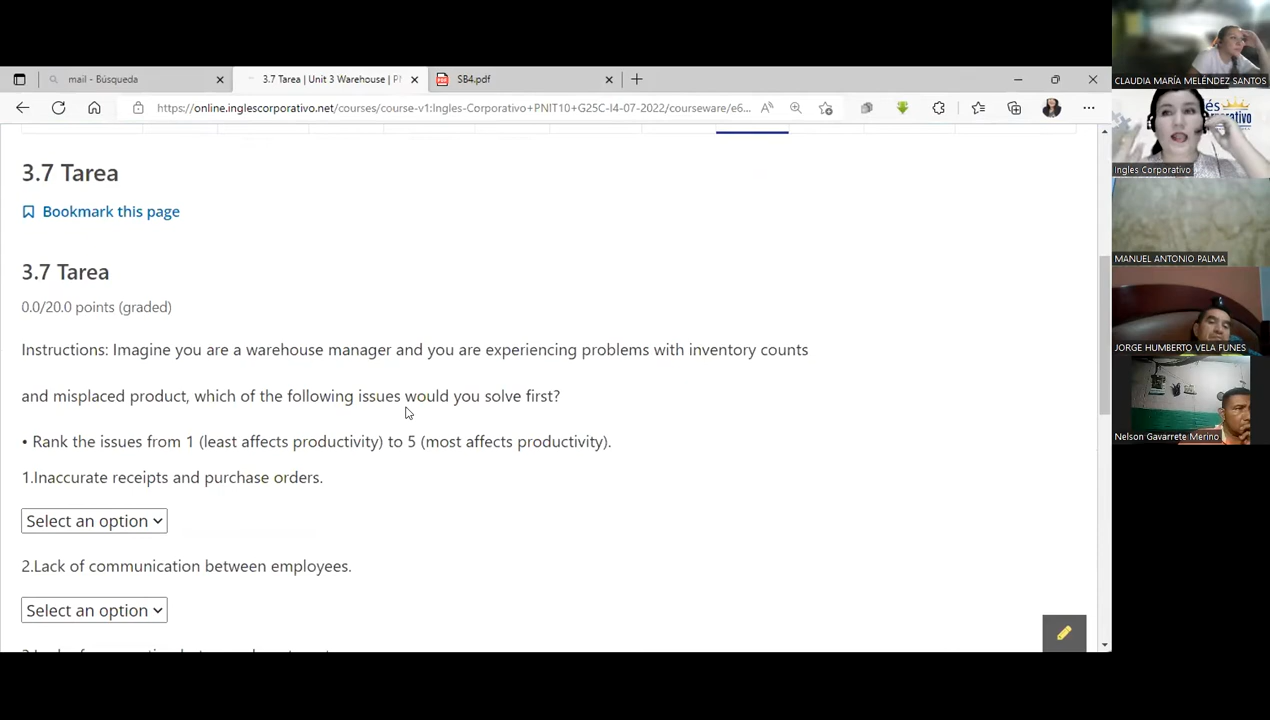 mail - Búsqueda
3.7 Tarea | Unit 3 Warehouse | PN
SB4.pdf
https://online.inglescorporativo.net/courses/course-v1:Ingles-Corporativo+PNIT10+G25C-I4-07-2022/courseware/e6...
3.7 Tarea
Bookmark this page
3.7 Tarea
0.0/20.0 points (graded)
Instructions: Imagine you are a warehouse manager and you are experiencing problems with inventory counts
and misplaced product, which of the following issues would you solve first?
• Rank the issues from 1 (least affects productivity) to 5 (most affects productivity).
1.Inaccurate receipts and purchase orders.
Select an option
2.Lack of communication between employees.
Select an option
CLAUDIA MARÍA MELÉNDEZ SANTOS
Ingles Corporativo
MANUEL ANTONIO PALMA
JORGE HUMBERTO VELA FUNES
Nelson Gavarrete Merino